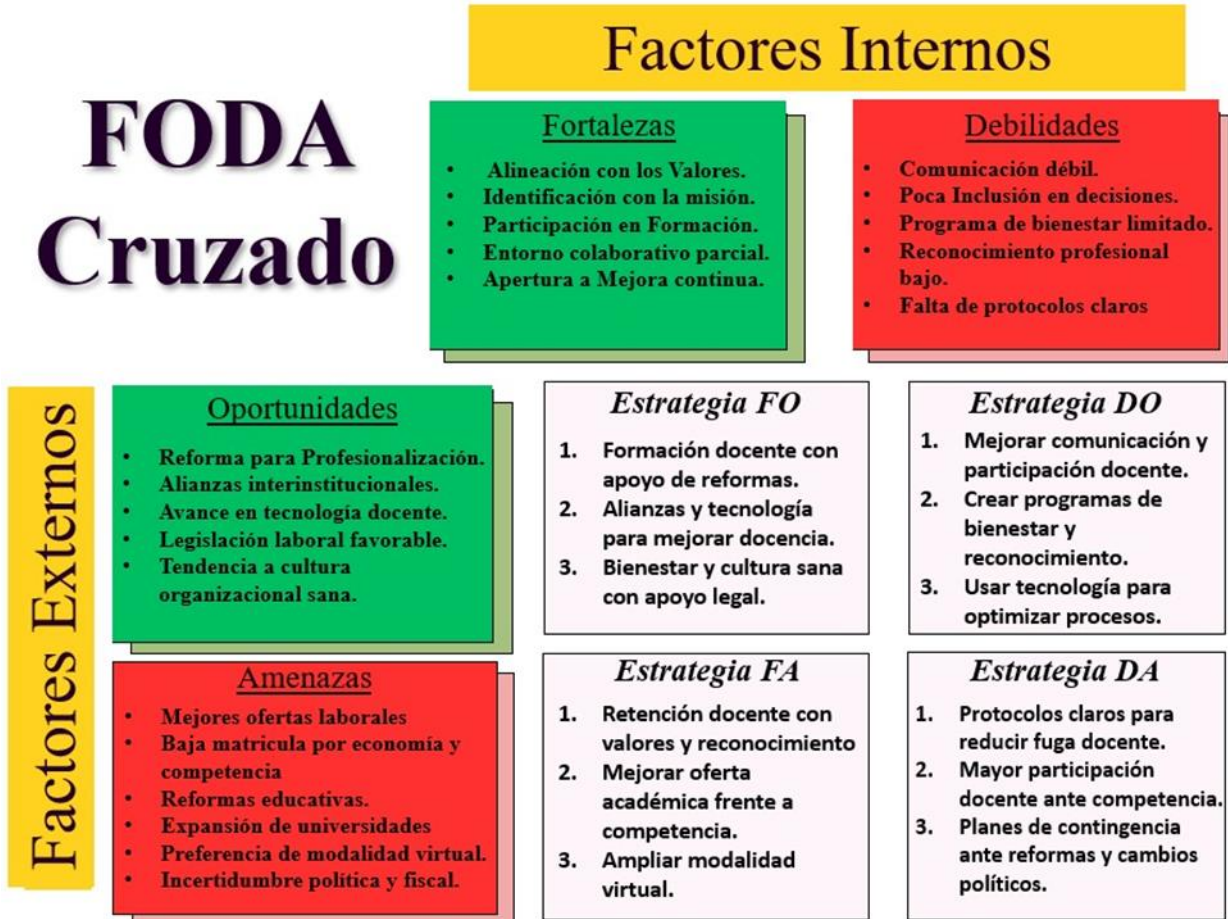 Factores Internos
FODA
Cruzado
Fortalezas
• Alineación con los Valores.
• Identificación con la misión.
• Participación en Formación.
• Entorno colaborativo parcial.
• Apertura a Mejora continua.
Debilidades
• Comunicación débil.
• Poca Inclusión en decisiones.
• Programa de bienestar limitado.
• Reconocimiento profesional
bajo.
• Falta de protocolos claros
Factores Externos
Oportunidades
• Reforma para Profesionalización.
• Alianzas interinstitucionales.
• Avance en tecnología docente.
• Legislación laboral favorable.
• Tendencia a cultura
organizacional sana.
Estrategia FO
1. Formación docente con
apoyo de reformas.
2. Alianzas y tecnología
para mejorar docencia.
3. Bienestar y cultura sana
con apoyo legal.
Estrategia DO
1. Mejorar comunicación y
participación docente.
2. Crear programas de
bienestar y
reconocimiento.
3. Usar tecnología para
optimizar procesos.
Amenazas
• Mejores ofertas laborales
• Baja matricula por economía y
competencia
• Reformas educativas.
• Expansión de universidades
• Preferencia de modalidad virtual.
• Incertidumbre política y fiscal.
Estrategia FA
1. Retención docente con
valores y reconocimiento
2. Mejorar oferta
académica frente a
competencia.
3. Ampliar modalidad
virtual.
Estrategia DA
1. Protocolos claros para
reducir fuga docente.
2. Mayor participación
docente ante competencia.
3. Planes de contingencia
ante reformas y cambios
políticos.